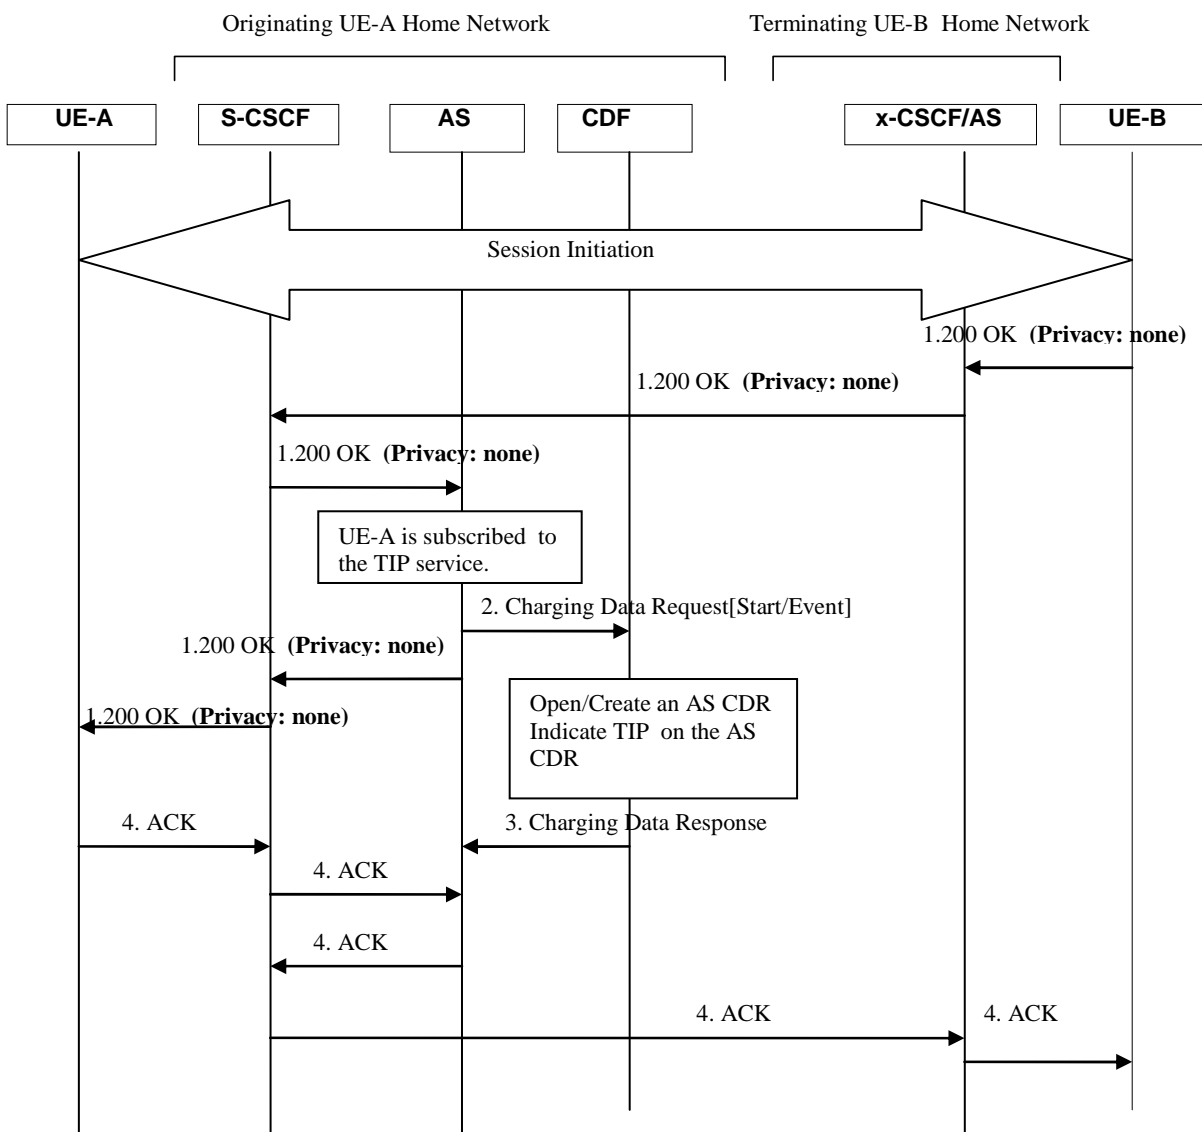 Originating UE-A Home Network
Terminating UE-B Home Network
UE-A
S-CSCF
AS
CDF
x-CSCF/AS
UE-B
Session Initiation
1.200 OK (Privacy: none)
1.200 OK (Privacy: none)
1.200 OK (Privacy: none)
UE-A is subscribed to
the TIP service.
2. Charging Data Request[Start/Event]
1.200 OK (Privacy: none)
1.200 OK (Privacy: none)
Open/Create an AS CDR
Indicate TIP on the AS
CDR
4. ACK
3. Charging Data Response
4. ACK
4. ACK
4. ACK
4. ACK